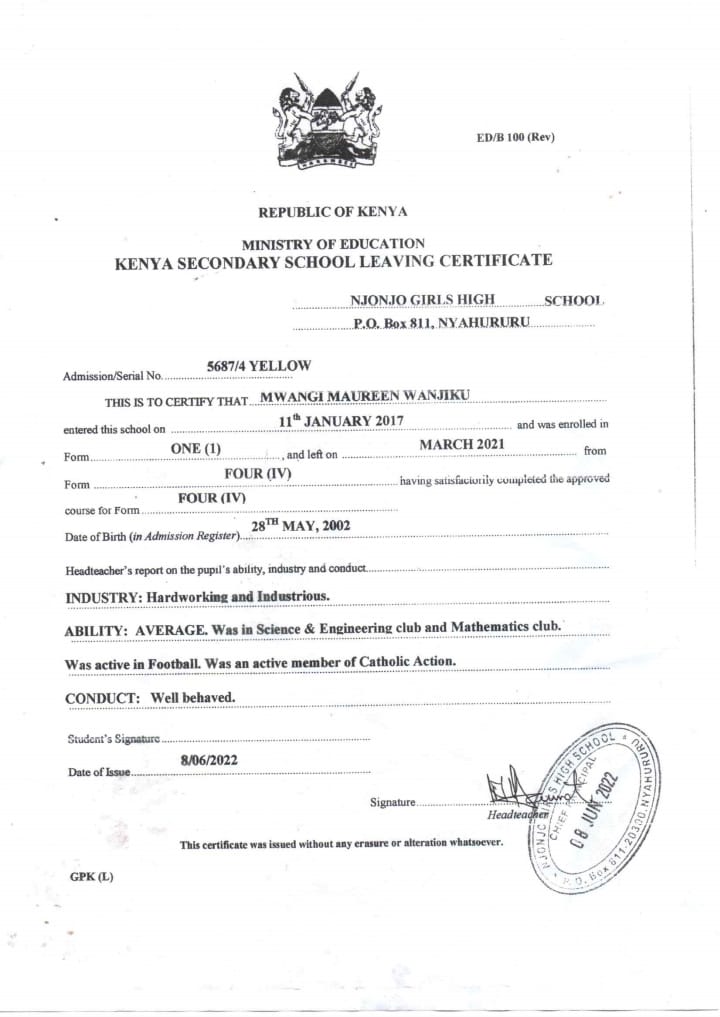 HARAMBEE
ED/B 100 (Rev)
REPUBLIC OF KENYA
MINISTRY OF EDUCATION
KENYA SECONDARY SCHOOL LEAVING CERTIFICATE
NJONJO GIRLS HIGH SCHOOL
P.O. Box 811, NYAHURURU
Admission/Serial No. 5687/4 YELLOW
THIS IS TO CERTIFY THAT MWANGI MAUREEN WANJIKU
entered this school on 11th JANUARY 2017 and was enrolled in
Form ONE (1), and left on MARCH 2021 from
Form FOUR (IV) having satisfactorily completed the approved
course for Form FOUR (IV)
Date of Birth (in Admission Register) 28TH MAY, 2002
Headteacher's report on the pupil's ability, industry and conduct
INDUSTRY: Hardworking and Industrious.
ABILITY: AVERAGE. Was in Science & Engineering club and Mathematics club.
Was active in Football. Was an active member of Catholic Action.
CONDUCT: Well behaved.
Student's Signature
Date of Issue 8/06/2022
Signature
Headteacher
NJONJO GIRLS HIGH SCHOOL * NYAHURURU
CHIEF PRINCIPAL
08 JUN 2022
* P.O. Box 811-20300, NYAHURURU
This certificate was issued without any erasure or alteration whatsoever.
GPK (L)